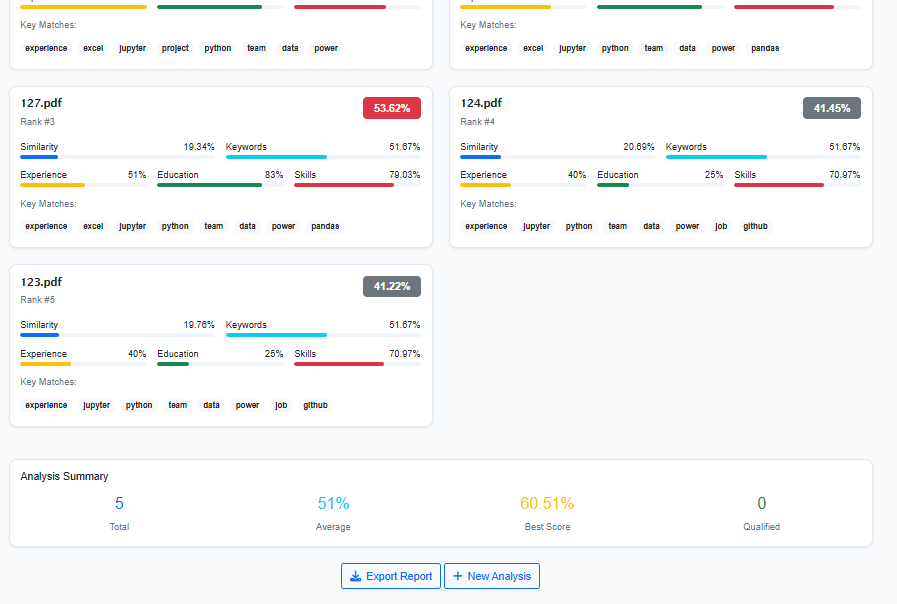 Key Matches:
experience excel jupyter project python team data power
Key Matches:
experience excel jupyter python team data power pandas
127.pdf
53.62%
Rank #3
Similarity 19.34% Keywords 51.67%
Experience 51% Education 83% Skills 79.03%
Key Matches:
experience excel jupyter python team data power pandas
124.pdf
41.45%
Rank #4
Similarity 20.69% Keywords 51.67%
Experience 40% Education 25% Skills 70.97%
Key Matches:
experience jupyter python team data power job github
123.pdf
41.22%
Rank #5
Similarity 19.76% Keywords 51.67%
Experience 40% Education 25% Skills 70.97%
Key Matches:
experience jupyter python team data power job github
Analysis Summary
5 51% 60.51% 0
Total Average Best Score Qualified
Export Report New Analysis